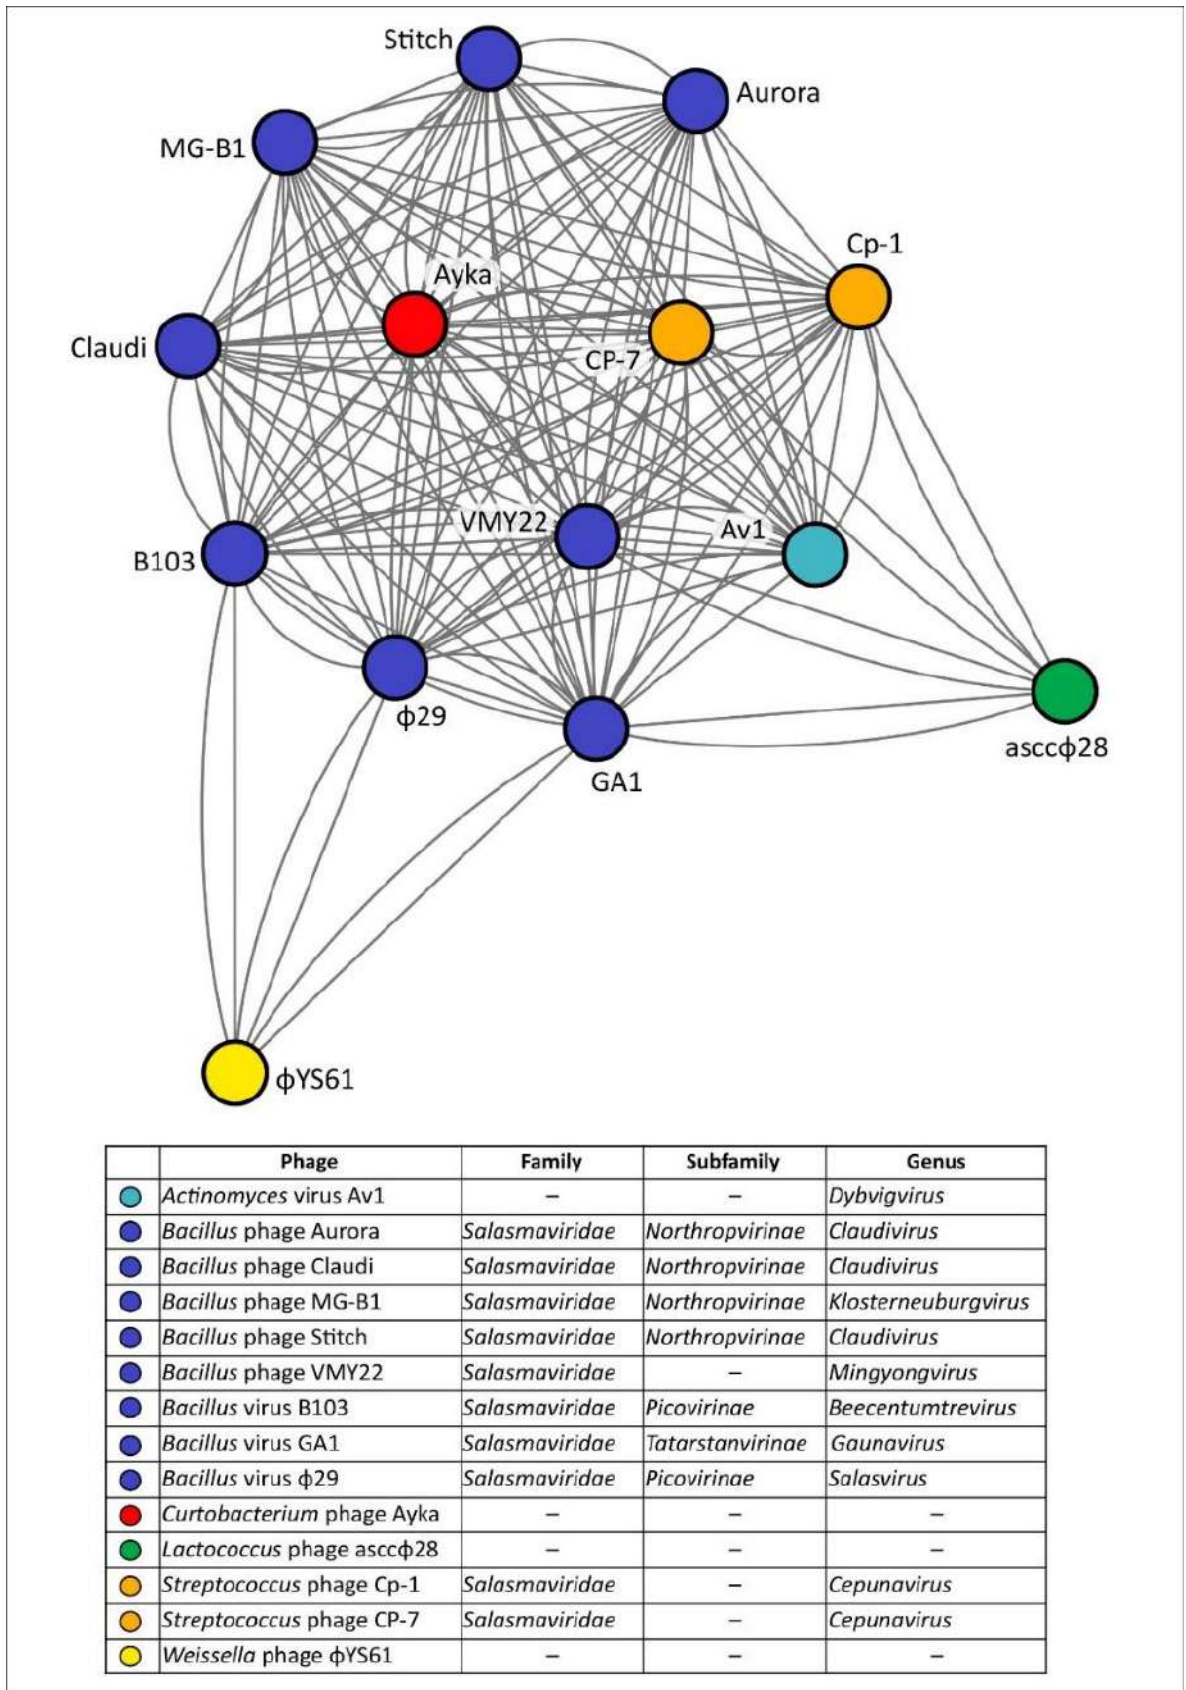 Stitch
Aurora
MG-B1
Cp-1
Ayka
Claudi
CP-7
VMY22
Av1
B103
ϕ29
asccϕ28
GA1
ϕYS61
Phage Family Subfamily Genus
Actinomyces virus Av1 – – Dybvigvirus
Bacillus phage Aurora Salasmaviridae Northropvirinae Claudivirus
Bacillus phage Claudi Salasmaviridae Northropvirinae Claudivirus
Bacillus phage MG-B1 Salasmaviridae Northropvirinae Klosterneuburgvirus
Bacillus phage Stitch Salasmaviridae Northropvirinae Claudivirus
Bacillus phage VMY22 Salasmaviridae – Mingyongvirus
Bacillus virus B103 Salasmaviridae Picovirinae Beecentumtrevirus
Bacillus virus GA1 Salasmaviridae Tatarstanvirinae Gaunavirus
Bacillus virus ϕ29 Salasmaviridae Picovirinae Salasvirus
Curtobacterium phage Ayka – – –
Lactococcus phage asccϕ28 – – –
Streptococcus phage Cp-1 Salasmaviridae – Cepunavirus
Streptococcus phage CP-7 Salasmaviridae – Cepunavirus
Weissella phage ϕYS61 – – –